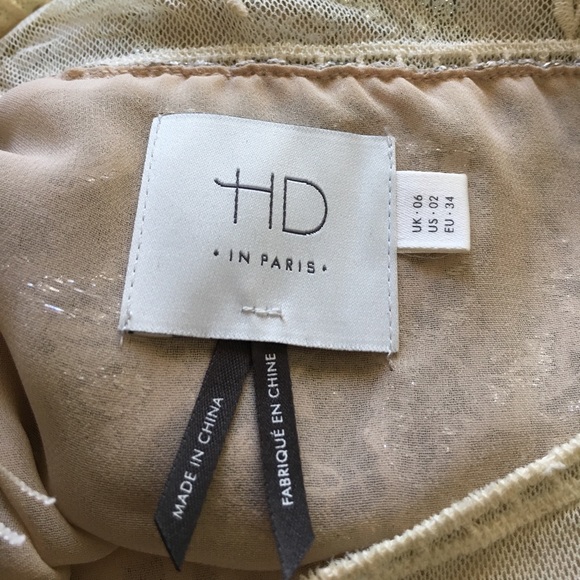 HD
• IN PARIS •
UK • 06
US • 02
EU • 34
MADE IN CHINA
FABRIQUÉ EN CHINE